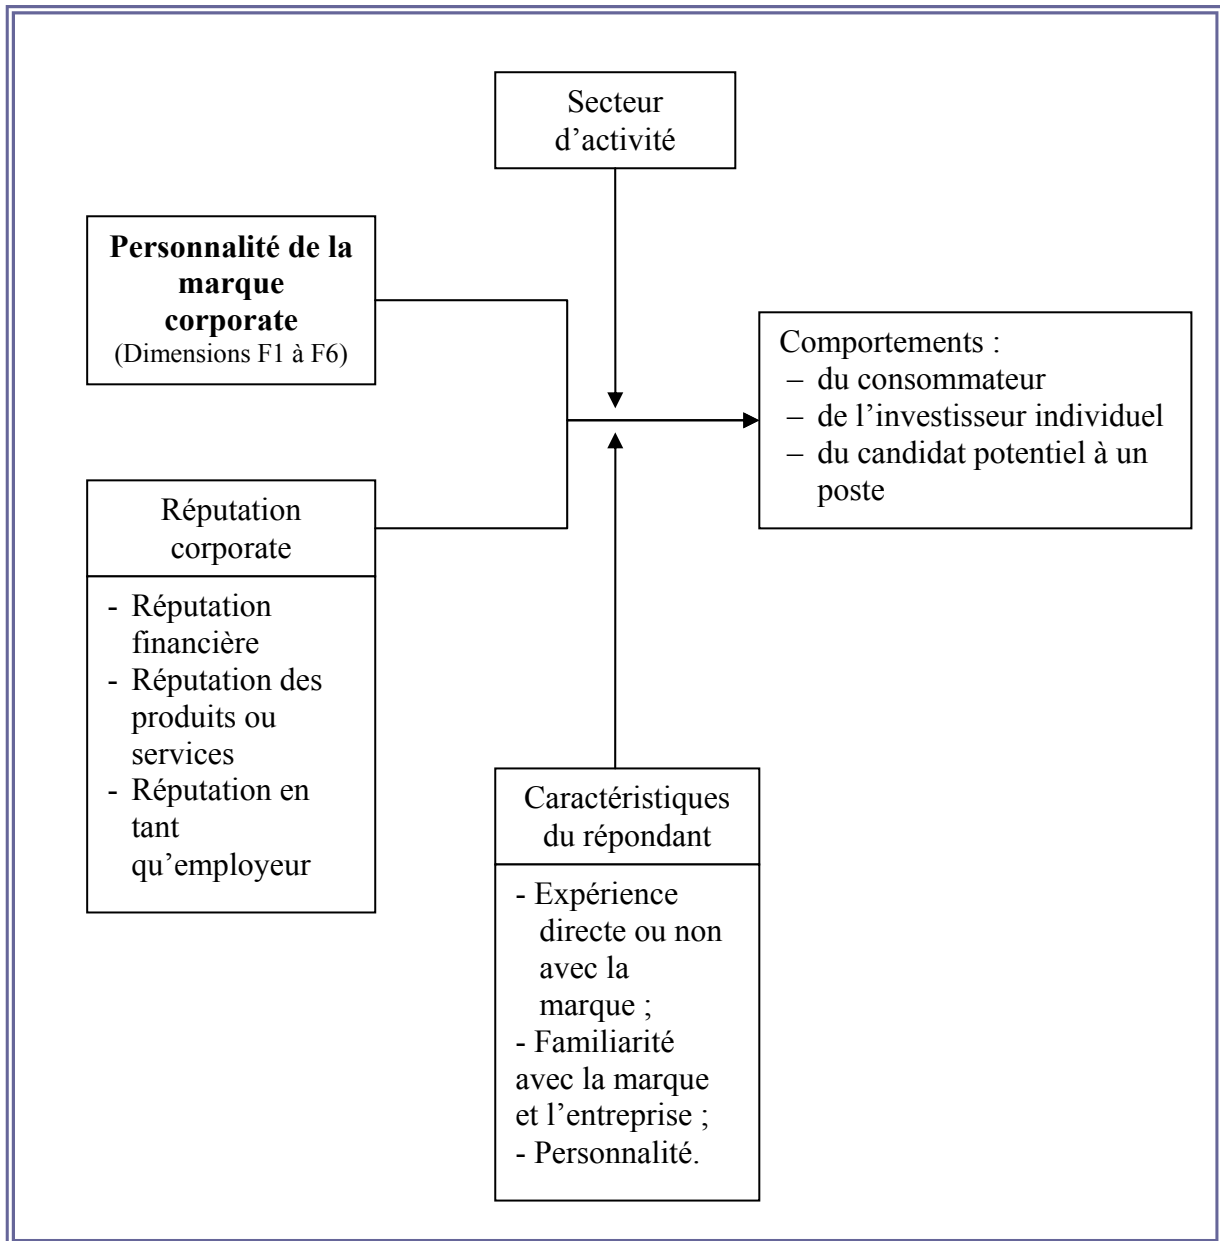 Secteur
d’activité
Personnalité de la
marque
corporate
(Dimensions F1 à F6)
Comportements :
– du consommateur
– de l’investisseur individuel
– du candidat potentiel à un
poste
Réputation
corporate
- Réputation
financière
- Réputation des
produits ou
services
- Réputation en
tant
qu’employeur
Caractéristiques
du répondant
- Expérience
directe ou non
avec la
marque ;
- Familiarité
avec la marque
et l’entreprise ;
- Personnalité.